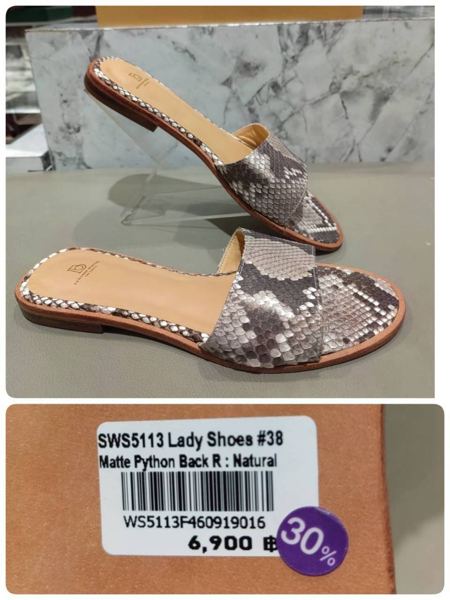 SWS5113 Lady Shoes #38
Matte Python Back R : Natural
WS5113F460919016
6,900 ฿
30%